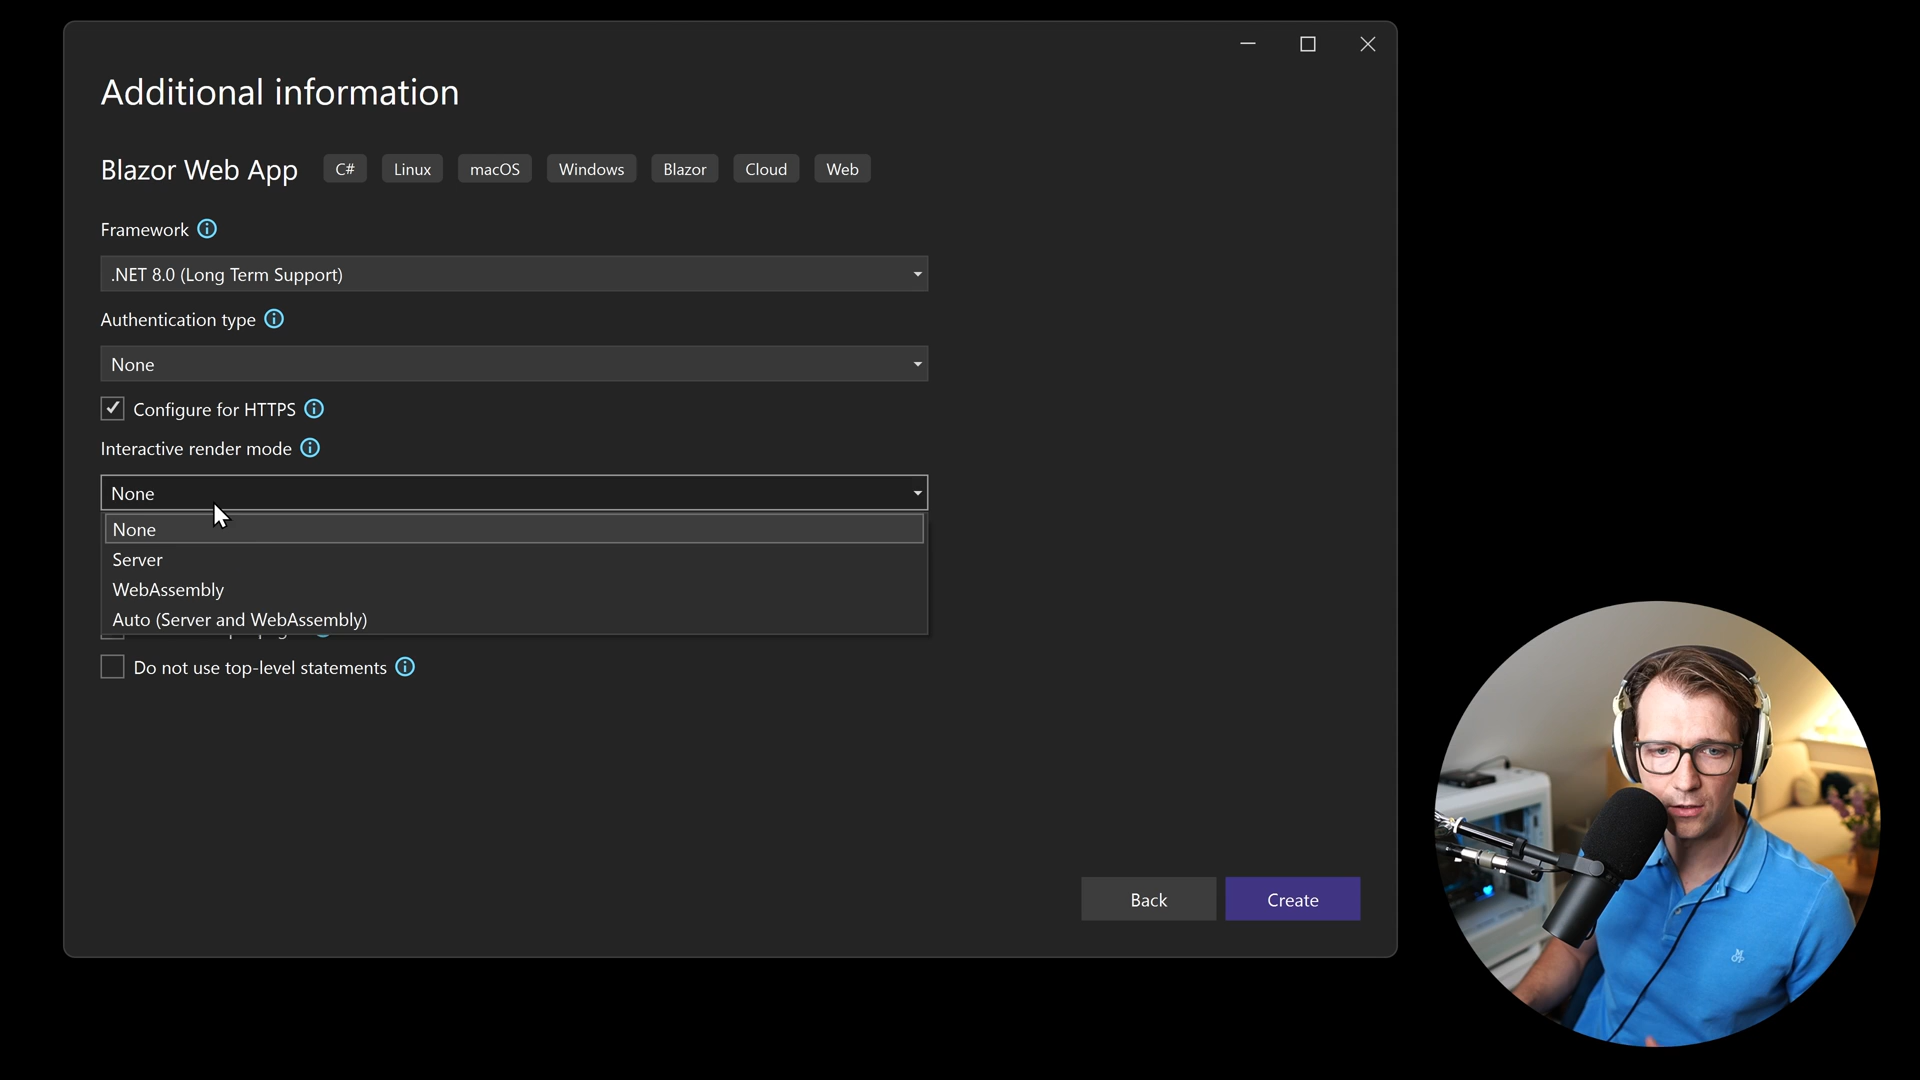 Additional information
Blazor Web App C# Linux macOS Windows Blazor Cloud Web
Framework
.NET 8.0 (Long Term Support)
Authentication type
None
Configure for HTTPS
Interactive render mode
None
None
Server
WebAssembly
Auto (Server and WebAssembly)
Do not use top-level statements
Back Create